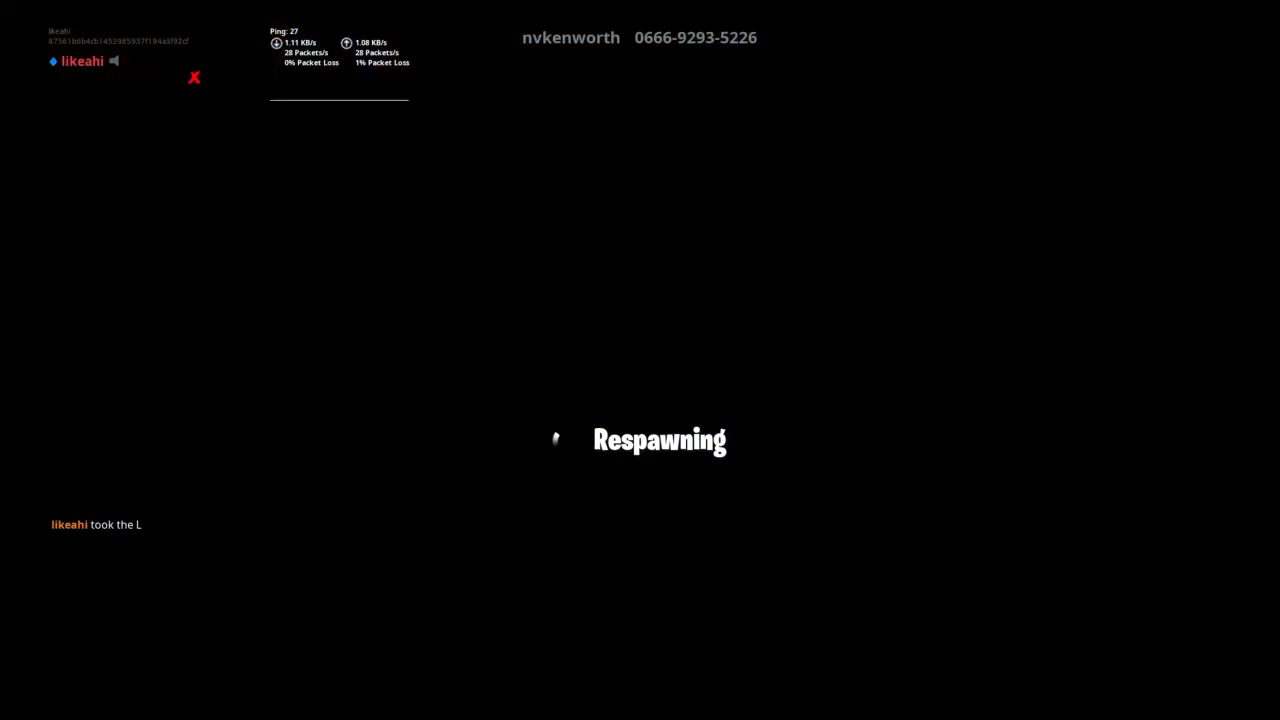 likeahi
Ping: 27
1.11 KB/s
28 Packets/s
0% Packet Loss
1.08 KB/s
28 Packets/s
1% Packet Loss
nvkenworth 0666-9293-5226
likeahi
Respawning
likeahi took the L